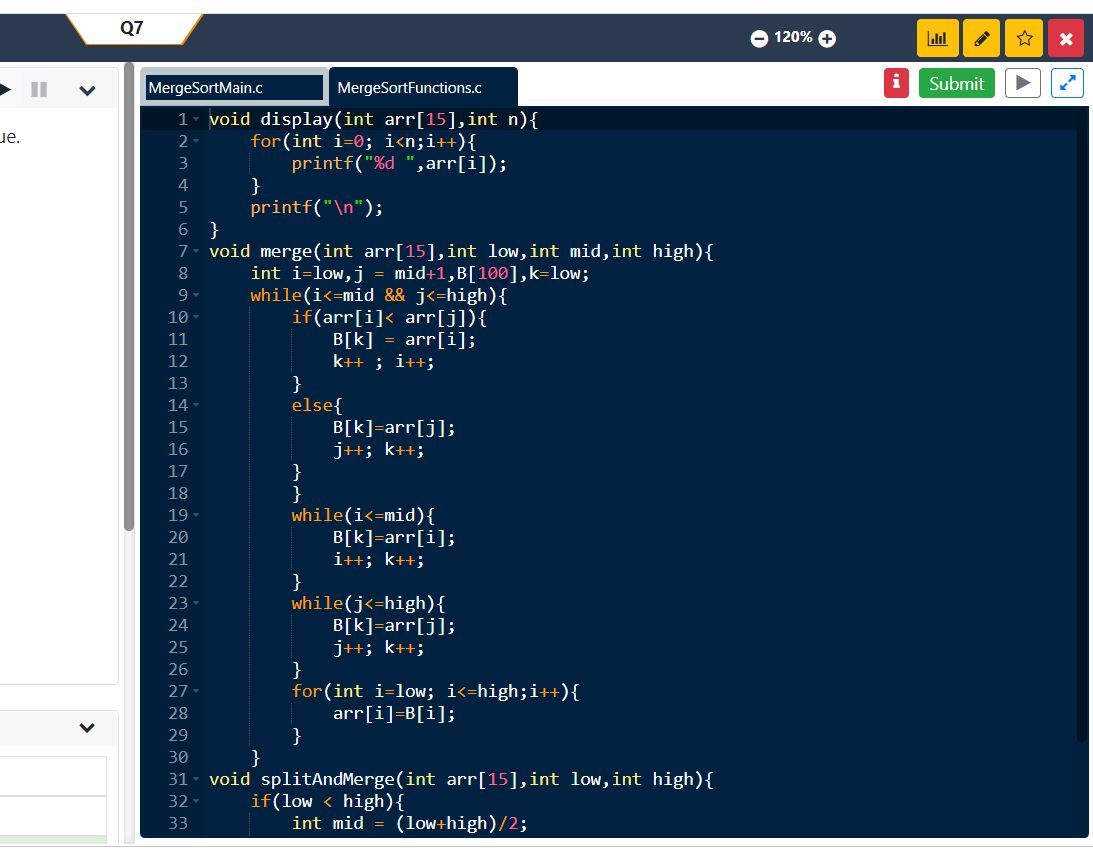 Q7
120%
ue.
MergeSortMain.c
MergeSortFunctions.c
i
Submit
1 void display(int arr[15],int n){
2     for(int i=0; i<n;i++){
3         printf("%d ",arr[i]);
4     }
5     printf("\n");
6 }
7 void merge(int arr[15],int low,int mid,int high){
8     int i=low,j = mid+1,B[100],k=low;
9     while(i<=mid && j<=high){
10         if(arr[i]< arr[j]){
11             B[k] = arr[i];
12             k++ ; i++;
13         }
14         else{
15             B[k]=arr[j];
16             j++; k++;
17         }
18         }
19         while(i<=mid){
20             B[k]=arr[i];
21             i++; k++;
22         }
23         while(j<=high){
24             B[k]=arr[j];
25             j++; k++;
26         }
27         for(int i=low; i<=high;i++){
28             arr[i]=B[i];
29         }
30     }
31 void splitAndMerge(int arr[15],int low,int high){
32     if(low < high){
33         int mid = (low+high)/2;